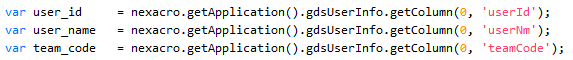 var user_id     = nexacro.getApplication().gdsUserInfo.getColumn(0, 'userId');
var user_name   = nexacro.getApplication().gdsUserInfo.getColumn(0, 'userNm');
var team_code   = nexacro.getApplication().gdsUserInfo.getColumn(0, 'teamCode');